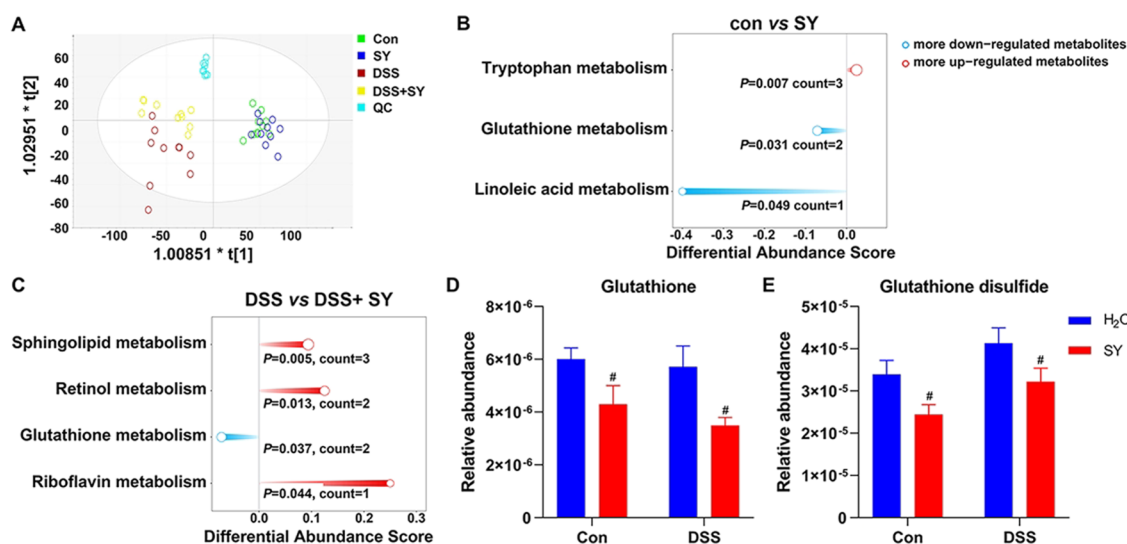 A
60
40
20
0
-20
-40
-60
-80
1.02951 * t[2]
-100
-50
0
50
100
1.00851 * t[1]
Con
SY
DSS
DSS+SY
QC
B
con vs SY
Tryptophan metabolism
P=0.007 count=3
Glutathione metabolism
P=0.031 count=2
Linoleic acid metabolism
P=0.049 count=1
-0.4 -0.3 -0.2 -0.1 0.0
Differential Abundance Score
more down-regulated metabolites
more up-regulated metabolites
C
DSS vs DSS+ SY
Sphingolipid metabolism
P=0.005, count=3
Retinol metabolism
P=0.013, count=2
Glutathione metabolism
P=0.037, count=2
Riboflavin metabolism
P=0.044, count=1
0.0 0.1 0.2 0.3
Differential Abundance Score
D
Glutathione
8×10-6
6×10-6
4×10-6
2×10-6
0
Relative abundance
#
#
Con DSS
E
Glutathione disulfide
5×10-5
4×10-5
3×10-5
2×10-5
1×10-5
0
Relative abundance
#
#
Con DSS
SY